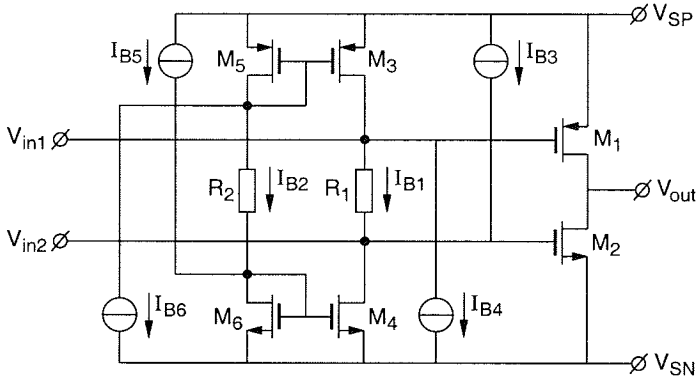 V_SP
I_B5
M_5
M_3
I_B3
V_in1
M_1
R_2
I_B2
R_1
I_B1
V_out
V_in2
M_2
I_B6
M_6
M_4
I_B4
V_SN